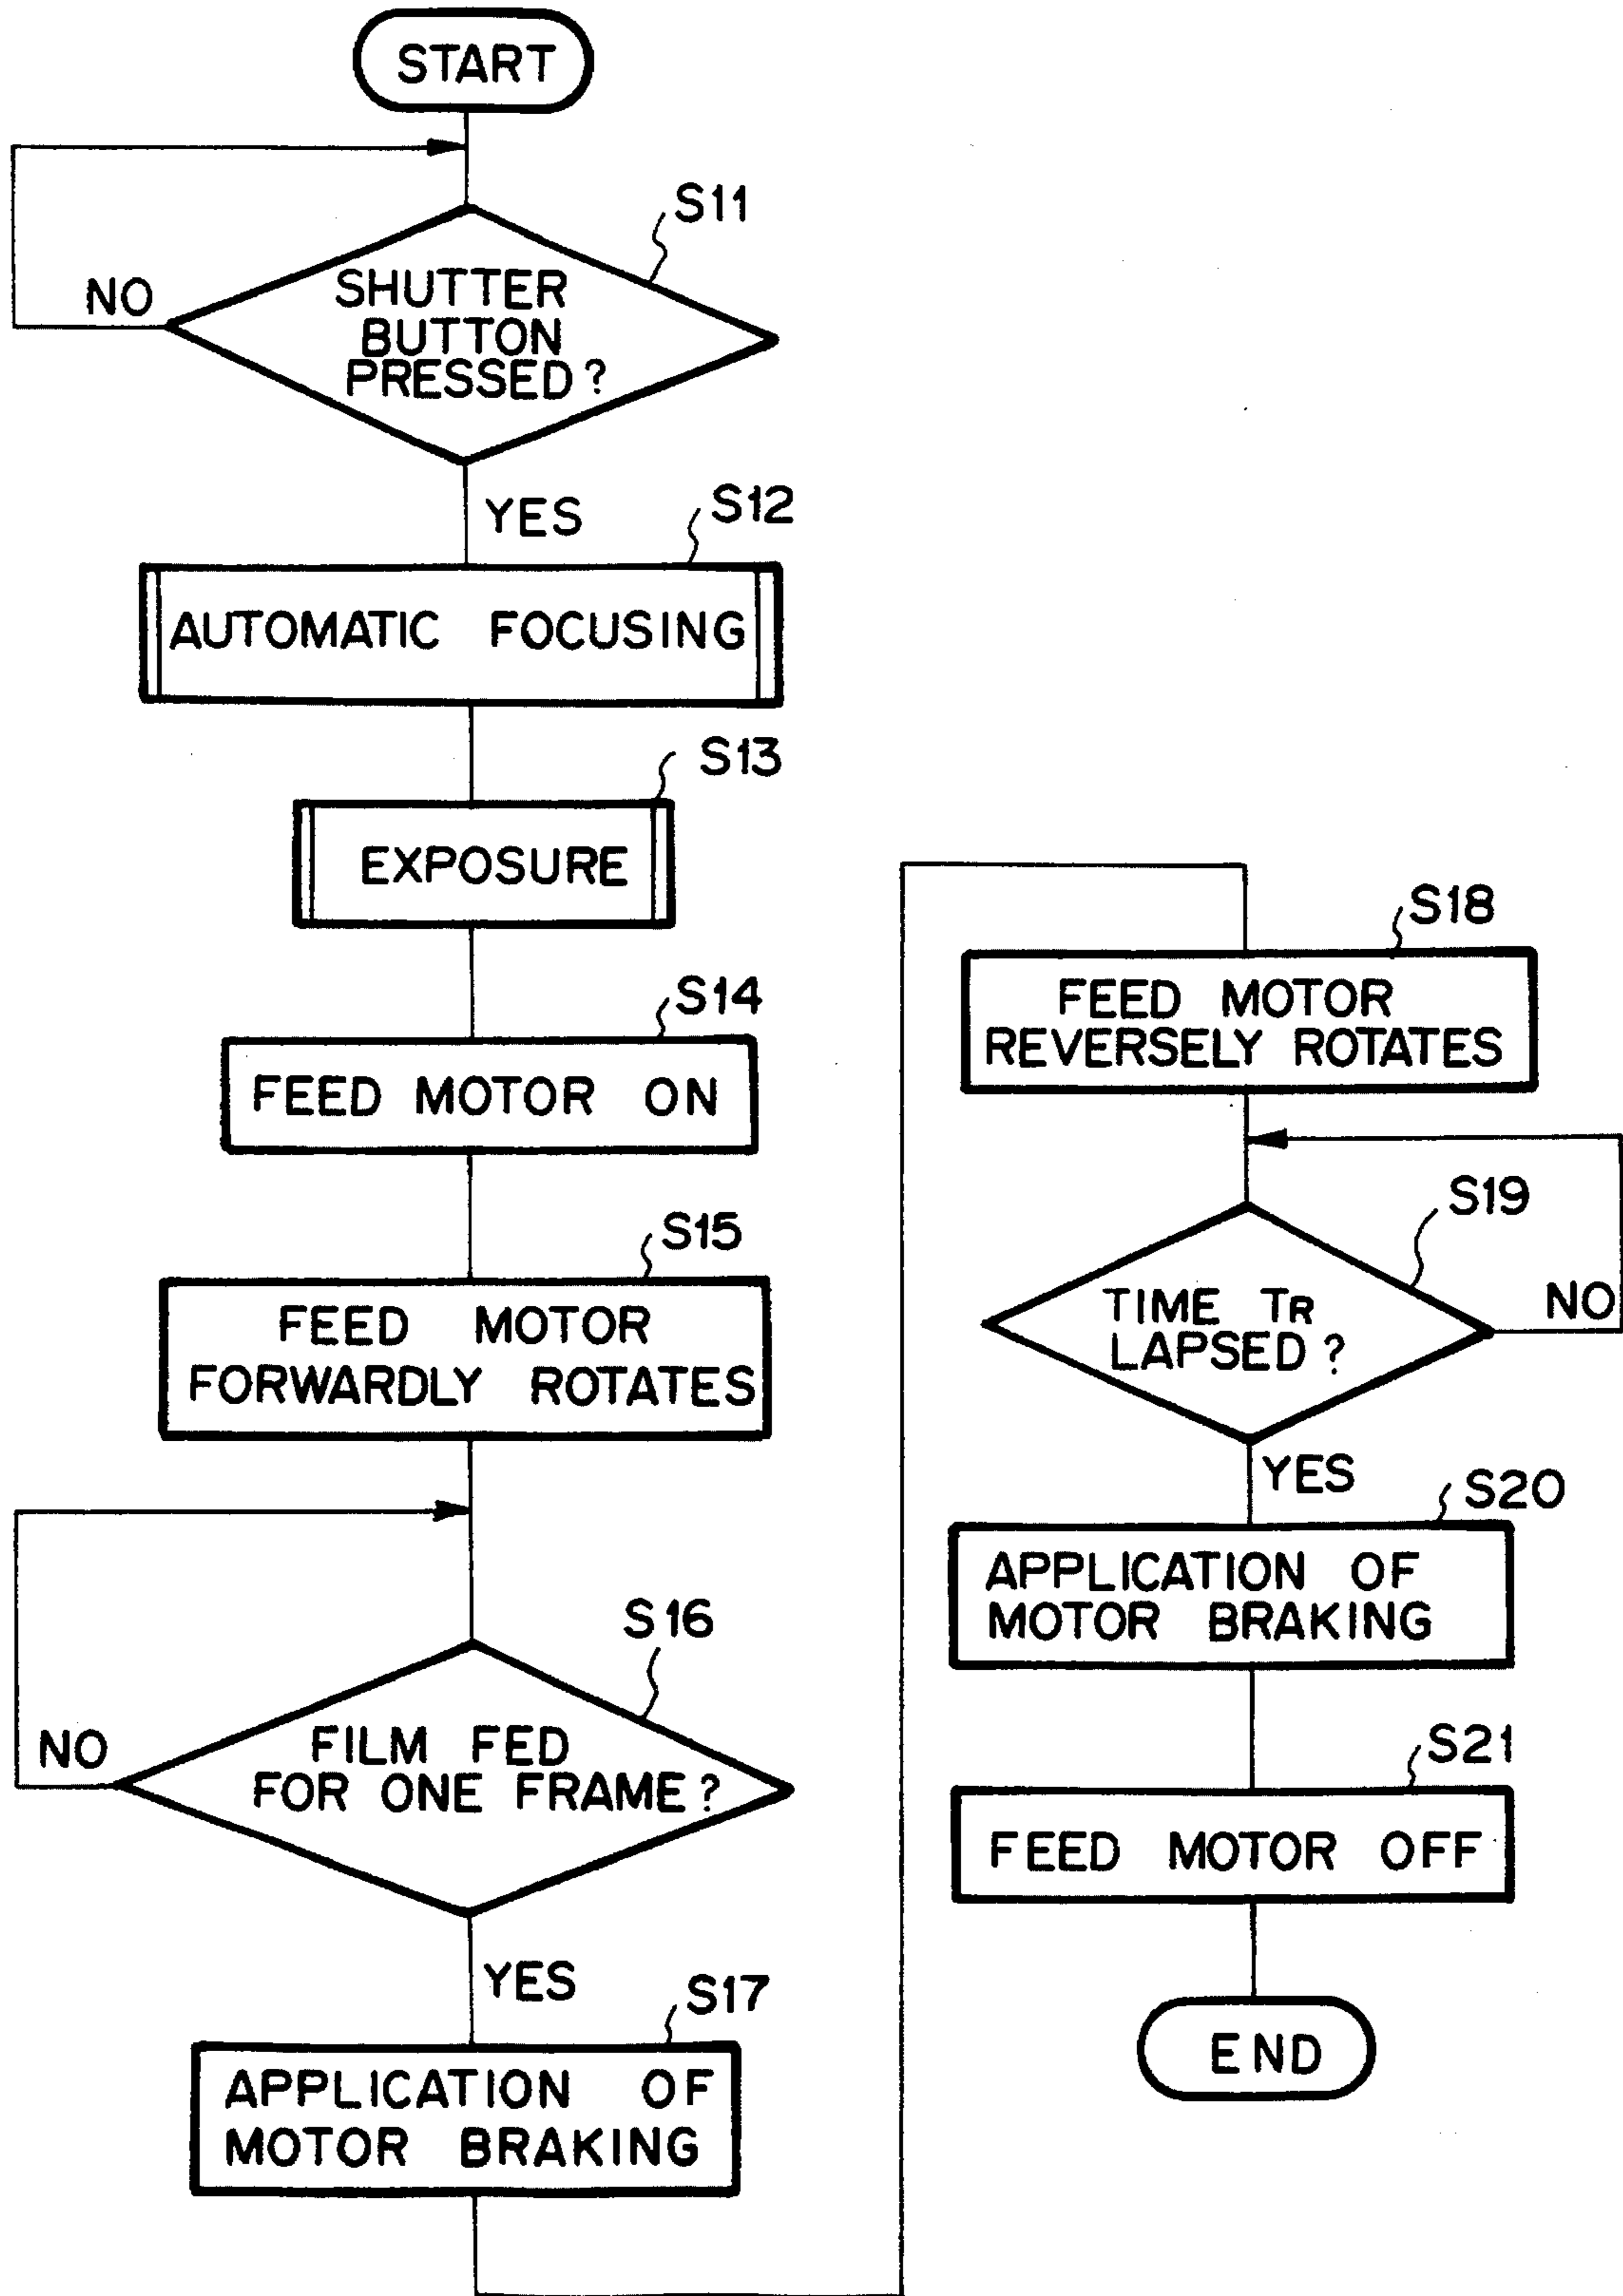 START
S11
NO
SHUTTER
BUTTON
PRESSED?
YES
S12
AUTOMATIC FOCUSING
S13
EXPOSURE
S14
FEED MOTOR ON
S15
FEED MOTOR
FORWARDLY ROTATES
S16
NO
FILM FED
FOR ONE FRAME?
YES
S17
APPLICATION OF
MOTOR BRAKING
S18
FEED MOTOR
REVERSELY ROTATES
S19
NO
TIME TR
LAPSED?
YES
S20
APPLICATION OF
MOTOR BRAKING
S21
FEED MOTOR OFF
END